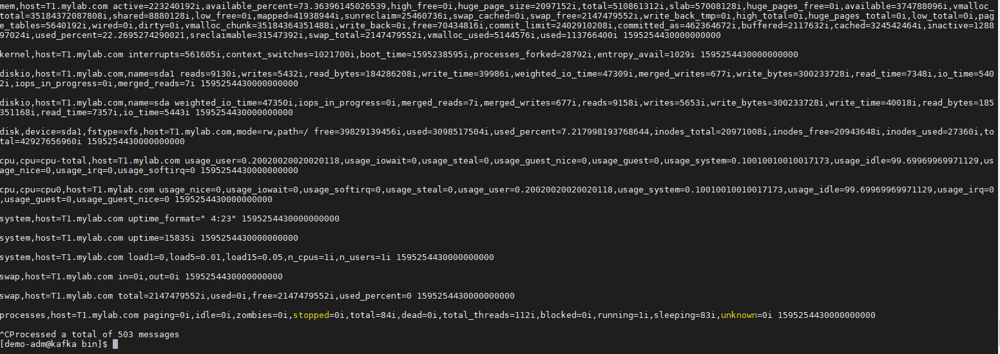 mem,host=T1.mylab.com active=223240192i,available_percent=73.36396145026539,high_free=0i,huge_page_size=2097152i,total=510861312i,slab=57008128i,huge_pages_free=0i,available=374788096i,vmalloc_
total=35184372087808i,shared=8880128i,low_free=0i,mapped=41938944i,sunreclaim=25460736i,swap_cached=0i,swap_free=2147479552i,write_back_tmp=0i,high_total=0i,huge_pages_total=0i,low_total=0i,pag
e_tables=5640192i,wired=0i,dirty=0i,vmalloc_chunk=35184364351488i,write_back=0i,free=70434816i,commit_limit=2402910208i,committed_as=462364672i,buffered=2117632i,cached=324542464i,inactive=1288
97024i,used_percent=22.2695274290021,sreclaimable=31547392i,swap_total=2147479552i,vmalloc_used=5144576i,used=113766400i 1595254430000000000
kernel,host=T1.mylab.com interrupts=561605i,context_switches=1021700i,boot_time=1595238595i,processes_forked=28792i,entropy_avail=1029i 1595254430000000000
diskio,host=T1.mylab.com,name=sda1 reads=9130i,writes=5432i,read_bytes=184286208i,write_time=39986i,weighted_io_time=47309i,merged_writes=677i,write_bytes=300233728i,read_time=7348i,io_time=540
2i,iops_in_progress=0i,merged_reads=7i 1595254430000000000
diskio,host=T1.mylab.com,name=sda weighted_io_time=47350i,iops_in_progress=0i,merged_reads=7i,merged_writes=677i,reads=9158i,writes=5653i,write_bytes=300233728i,write_time=40018i,read_bytes=185
351168i,read_time=7357i,io_time=5443i 1595254430000000000
disk,device=sda1,fstype=xfs,host=T1.mylab.com,mode=rw,path=/ free=39829139456i,used=3098517504i,used_percent=7.217998193768644,inodes_total=20971008i,inodes_free=20943648i,inodes_used=27360i,to
tal=42927656960i 1595254430000000000
cpu,cpu=cpu-total,host=T1.mylab.com usage_user=0.20020020020020118,usage_iowait=0,usage_steal=0,usage_guest_nice=0,usage_guest=0,usage_system=0.10010010010017173,usage_idle=99.69969969971129,us
age_nice=0,usage_irq=0,usage_softirq=0 1595254430000000000
cpu,cpu=cpu0,host=T1.mylab.com usage_nice=0,usage_iowait=0,usage_softirq=0,usage_steal=0,usage_user=0.20020020020020118,usage_system=0.10010010010017173,usage_idle=99.69969969971129,usage_irq=0
,usage_guest=0,usage_guest_nice=0 1595254430000000000
system,host=T1.mylab.com uptime_format=" 4:23" 1595254430000000000
system,host=T1.mylab.com uptime=15835i 1595254430000000000
system,host=T1.mylab.com load1=0,load5=0.01,load15=0.05,n_cpus=1i,n_users=1i 1595254430000000000
swap,host=T1.mylab.com in=0i,out=0i 1595254430000000000
swap,host=T1.mylab.com total=2147479552i,used=0i,free=2147479552i,used_percent=0 1595254430000000000
processes,host=T1.mylab.com paging=0i,idle=0i,zombies=0i,stopped=0i,total=84i,dead=0i,total_threads=112i,blocked=0i,running=1i,sleeping=83i,unknown=0i 1595254430000000000
^CProcessed a total of 503 messages
[demo-adm@kafka bin]$